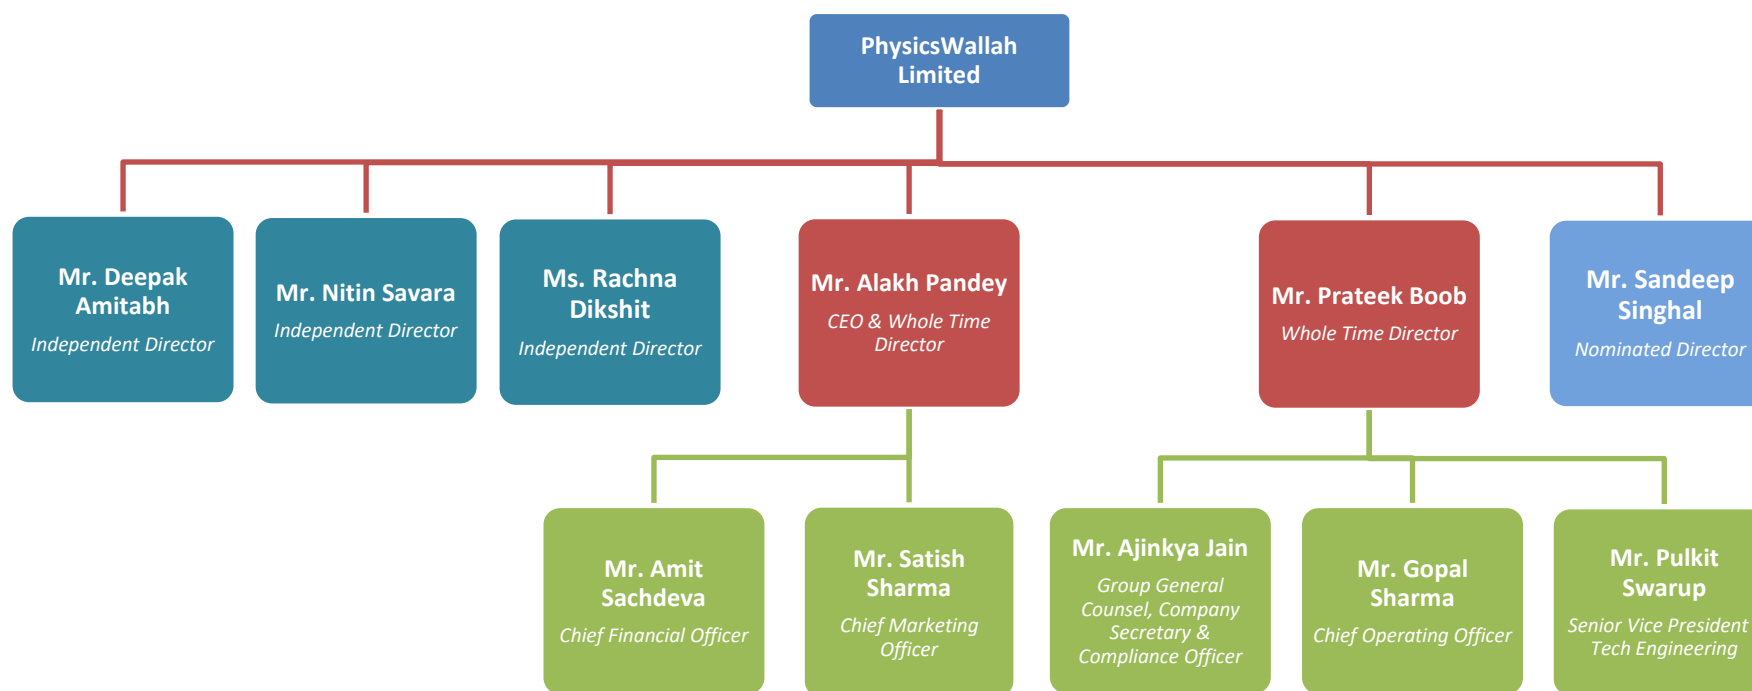 PhysicsWallah
Limited
Mr. Deepak
Amitabh
Independent Director
Mr. Nitin Savara
Independent Director
Ms. Rachna
Dikshit
Independent Director
Mr. Alakh Pandey
CEO & Whole Time
Director
Mr. Prateek Boob
Whole Time Director
Mr. Sandeep
Singhal
Nominated Director
Mr. Amit
Sachdeva
Chief Financial Officer
Mr. Satish
Sharma
Chief Marketing
Officer
Mr. Ajinkya Jain
Group General
Counsel, Company
Secretary &
Compliance Officer
Mr. Gopal
Sharma
Chief Operating Officer
Mr. Pulkit
Swarup
Senior Vice President
Tech Engineering